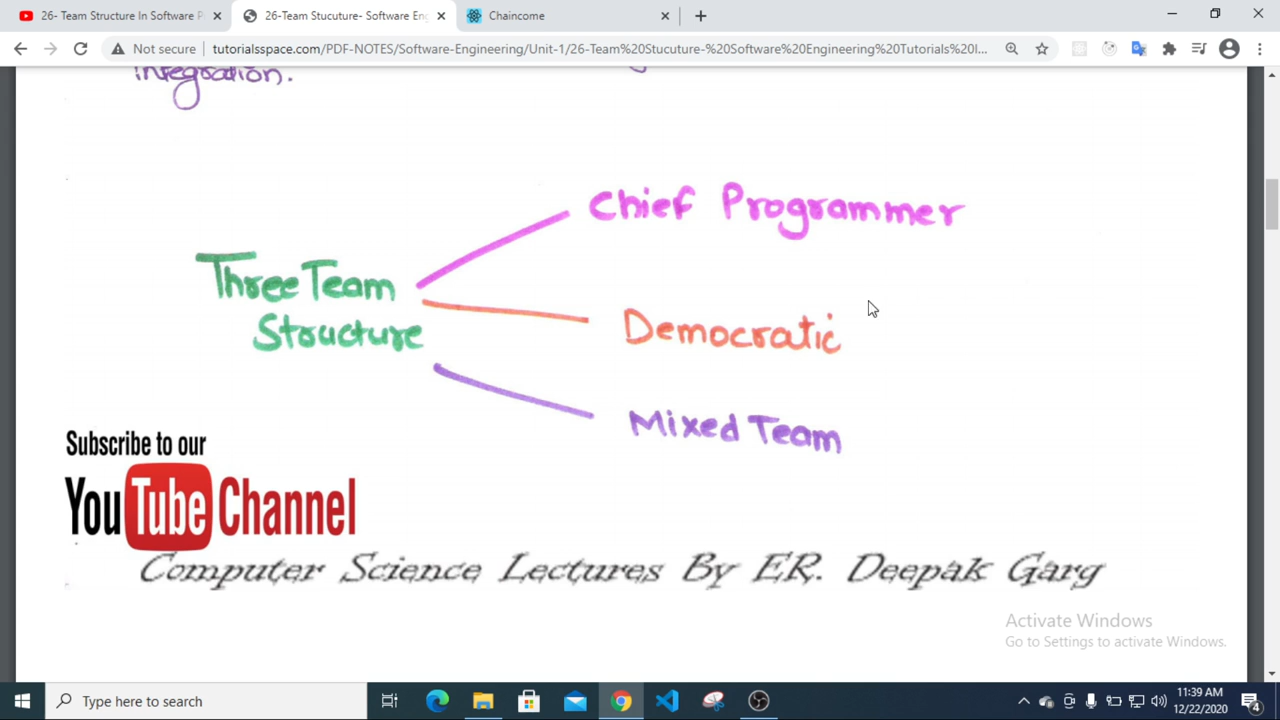 26- Team Structure In Software P
26-Team Stucuture- Software Eng
Chaincome
Not secure
tutorialsspace.com/PDF-NOTES/Software-Engineering/Unit-1/26-Team%20Stucuture-%20Software%20Engineering%20Tutorials%20I...
integration.
Chief Programmer
Three Team
Structure
Democratic
Mixed Team
Subscribe to our
YouTube Channel
Computer Science Lectures By ER. Deepak Garg
Activate Windows
Go to Settings to activate Windows.
Type here to search
11:39 AM
12/22/2020
4